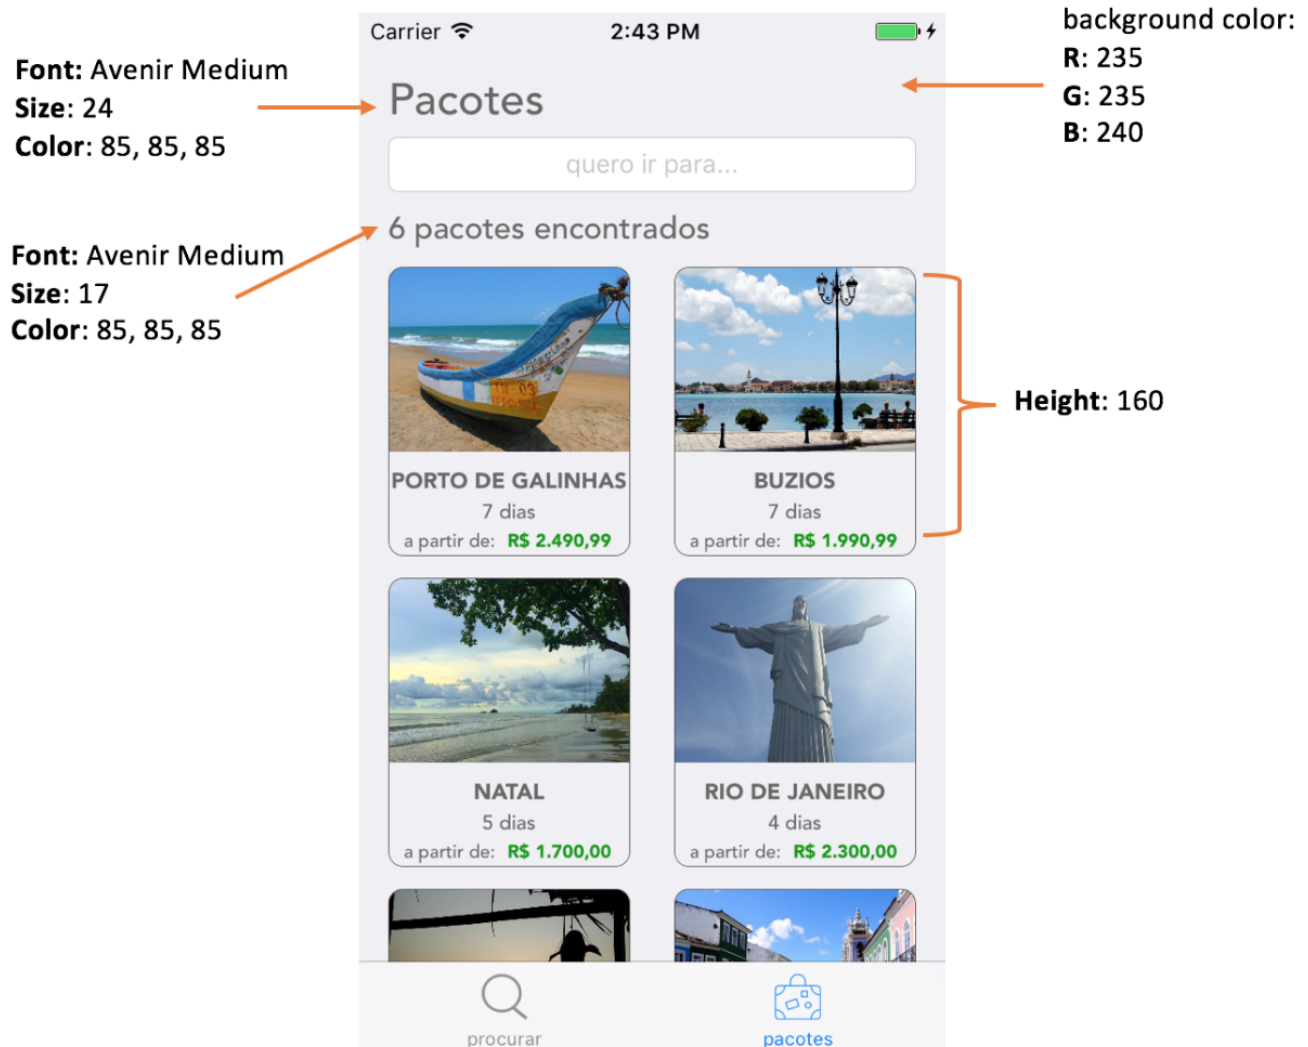 Carrier 2:43 PM
background color:
R: 235
G: 235
B: 240
Font: Avenir Medium
Size: 24
Color: 85, 85, 85
Pacotes
quero ir para...
6 pacotes encontrados
Font: Avenir Medium
Size: 17
Color: 85, 85, 85
Height: 160
PORTO DE GALINHAS
7 dias
a partir de: R$ 2.490,99
BUZIOS
7 dias
a partir de: R$ 1.990,99
NATAL
5 dias
a partir de: R$ 1.700,00
RIO DE JANEIRO
4 dias
a partir de: R$ 2.300,00
procurar
pacotes